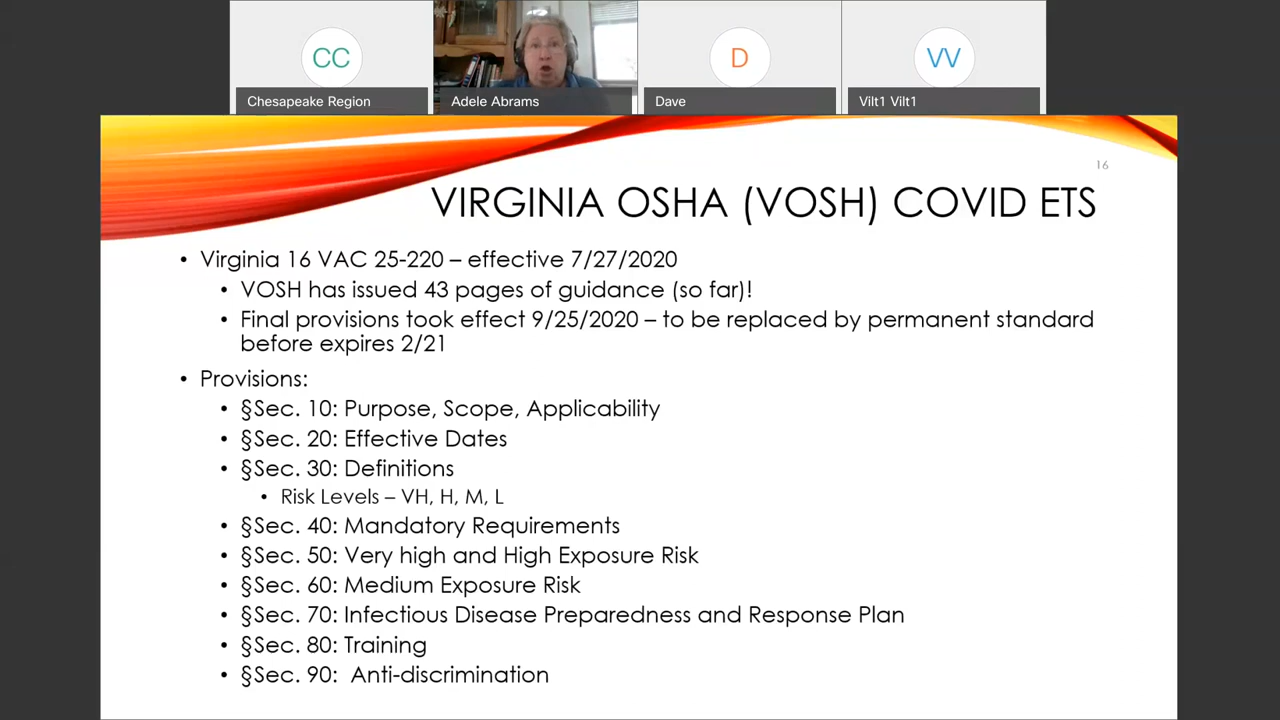 CC
D
VV
Chesapeake Region
Adele Abrams
Dave
Vilt1 Vilt1
16
VIRGINIA OSHA (VOSH) COVID ETS
• Virginia 16 VAC 25-220 – effective 7/27/2020
• VOSH has issued 43 pages of guidance (so far)!
• Final provisions took effect 9/25/2020 – to be replaced by permanent standard
before expires 2/21
• Provisions:
• §Sec. 10: Purpose, Scope, Applicability
• §Sec. 20: Effective Dates
• §Sec. 30: Definitions
• Risk Levels – VH, H, M, L
• §Sec. 40: Mandatory Requirements
• §Sec. 50: Very high and High Exposure Risk
• §Sec. 60: Medium Exposure Risk
• §Sec. 70: Infectious Disease Preparedness and Response Plan
• §Sec. 80: Training
• §Sec. 90: Anti-discrimination